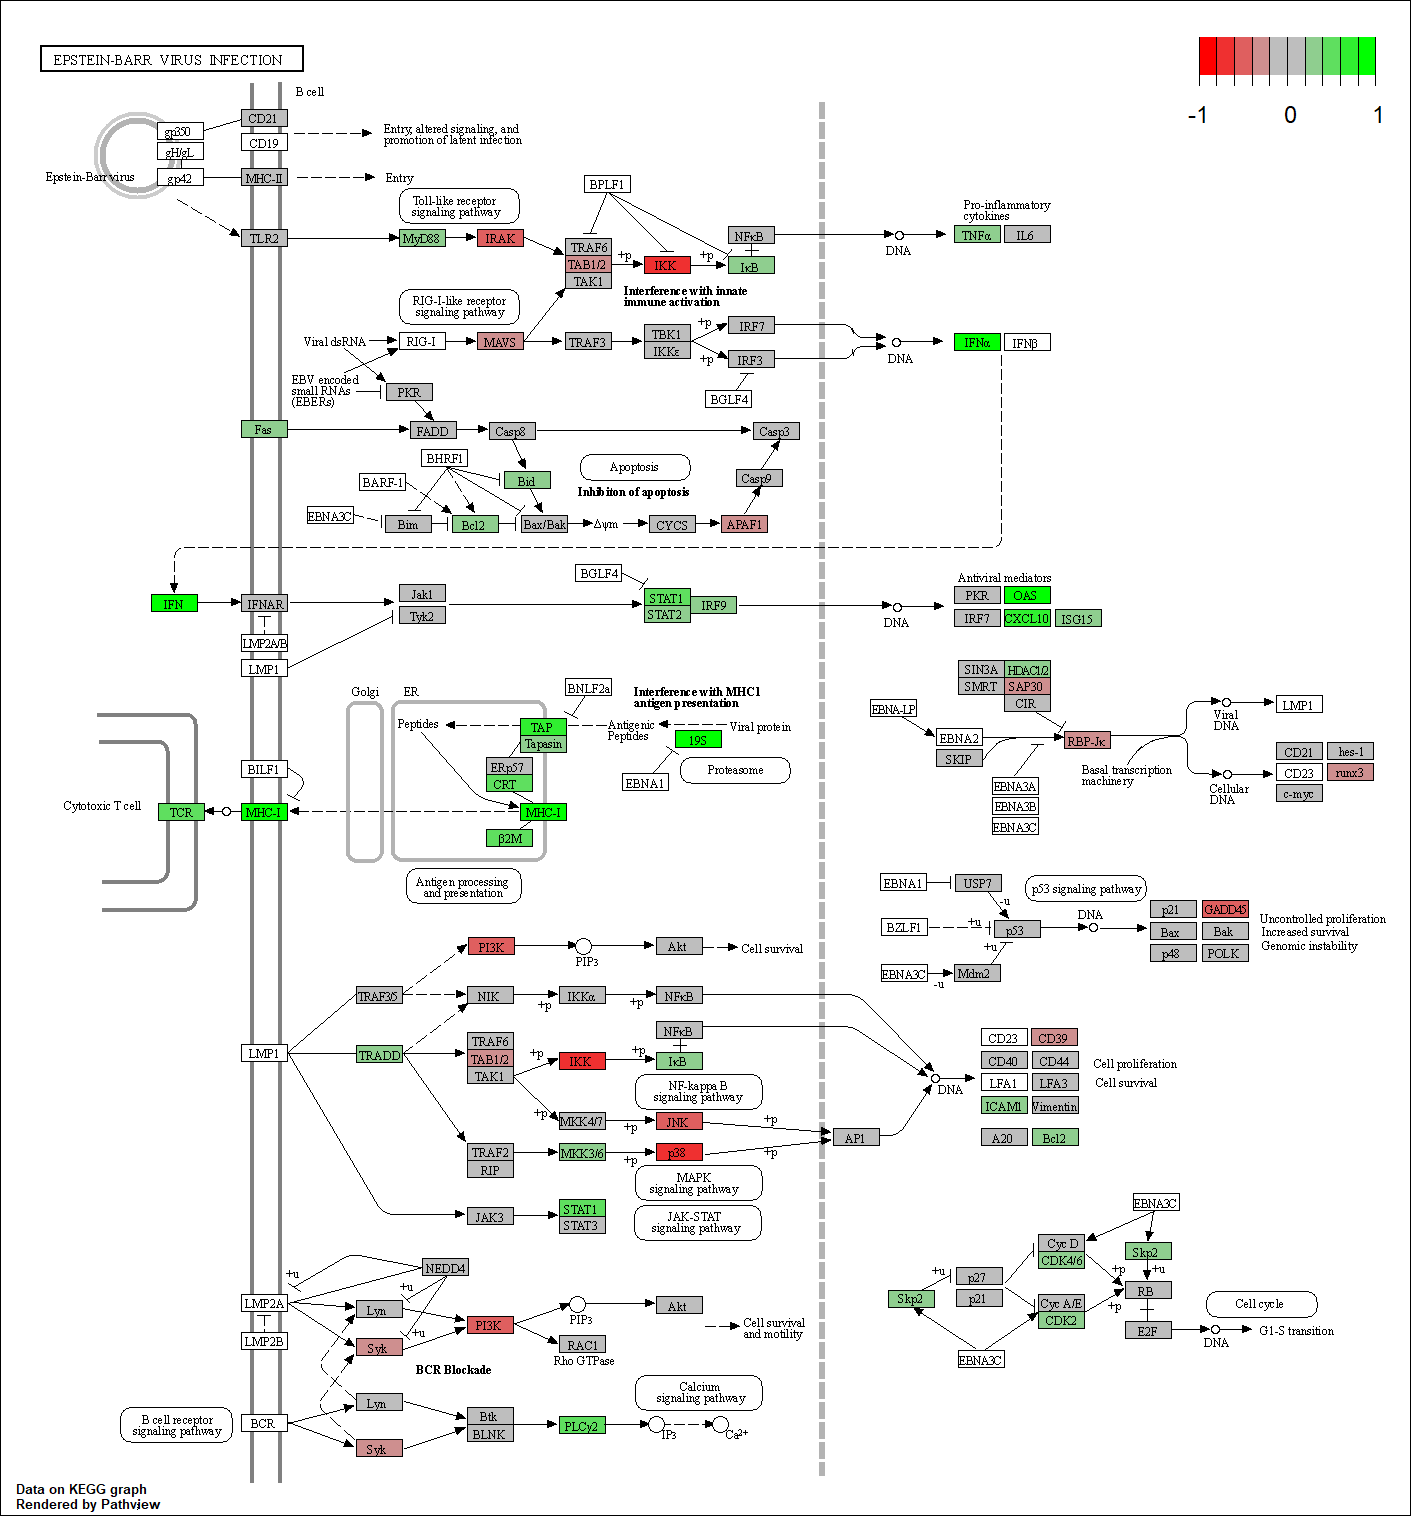 EPSTEIN-BARR VIRUS INFECTION
-1
0
1
B cell
CD21
gp350
CD19
Entry, altered signaling, and
promotion of latent infection
gH/gL
Epstein-Barr virus
gp42
MHC-II
Entry
BPLF1
Toll-like receptor
signaling pathway
Pro-inflammatory
cytokines
TLR2
MyD88
IRAK
TRAF6
TAB1/2
TAK1
+p
IKK
+p
NFκB
IκB
DNA
TNFα
IL6
Interference with innate
immune activation
RIG-I-like receptor
signaling pathway
Viral dsRNA
RIG-I
MAVS
TRAF3
TBK1
IKKε
+p
+p
IRF7
IRF3
DNA
IFNα
IFNβ
EBV encoded
small RNAs
(EBERs)
PKR
BGLF4
Fas
FADD
Casp8
Casp3
BHRF1
Apoptosis
Casp9
BARF-1
Bid
Inhibiton of apoptosis
EBNA3C
Bim
Bcl2
Bax/Bak
Δψm
CYCS
APAF1
BGLF4
Antiviral mediators
IFN
IFNAR
Jak1
Tyk2
STAT1
STAT2
IRF9
DNA
PKR
OAS
IRF7
CXCL10
ISG15
LMP2A/B
LMP1
Golgi
ER
BNLF2a
Interference with MHC1
antigen presentation
SIN3A
HDAC1/2
SMRT
SAP30
CIR
Peptides
TAP
Tapasin
Antigenic
Peptides
Viral protein
19S
EBNA1
Proteasome
EBNA-LP
EBNA2
SKIP
RBP-Jκ
Viral
DNA
LMP1
BILF1
ERp57
CRT
EBNA3A
EBNA3B
EBNA3C
Basal transcription
machinery
Cellular
DNA
CD21
hes-1
CD23
runx3
c-myc
Cytotoxic T cell
TCR
MHC-I
MHC-I
β2M
Antigen processing
and presentation
EBNA1
USP7
p53 signaling pathway
-u
BZLF1
+u
p53
DNA
p21
GADD45
Bax
Bak
p48
POLK
Uncontrolled proliferation
Increased survival
Genomic instability
+u
EBNA3C
-u
Mdm2
PI3K
PIP3
Akt
Cell survival
TRAF3/5
NIK
+p
IKKα
+p
NFκB
LMP1
TRADD
TRAF6
TAB1/2
TAK1
+p
IKK
+p
NFκB
IκB
NF-kappa B
signaling pathway
DNA
CD23
CD39
CD40
CD44
LFA1
LFA3
ICAM1
Vimentin
A20
Bcl2
Cell proliferation
Cell survival
+p
MKK4/7
+p
JNK
+p
AP1
TRAF2
RIP
MKK3/6
+p
p38
+p
MAPK
signaling pathway
JAK3
STAT1
STAT3
JAK-STAT
signaling pathway
EBNA3C
NEDD4
+u
LMP2A
Lyn
+u
LMP2B
Syk
PI3K
PIP3
Akt
RAC1
Rho GTPase
Cell survival
and motility
BCR Blockade
Cyc D
CDK4/6
Skp2
+u
p27
p21
+p
+u
RB
Skp2
Cyc A/E
CDK2
+p
E2F
DNA
Cell cycle
G1-S transition
EBNA3C
B cell receptor
signaling pathway
BCR
Lyn
Syk
Btk
BLNK
PLCγ2
IP3
Ca2+
Calcium
signaling pathway
Data on KEGG graph
Rendered by Pathview